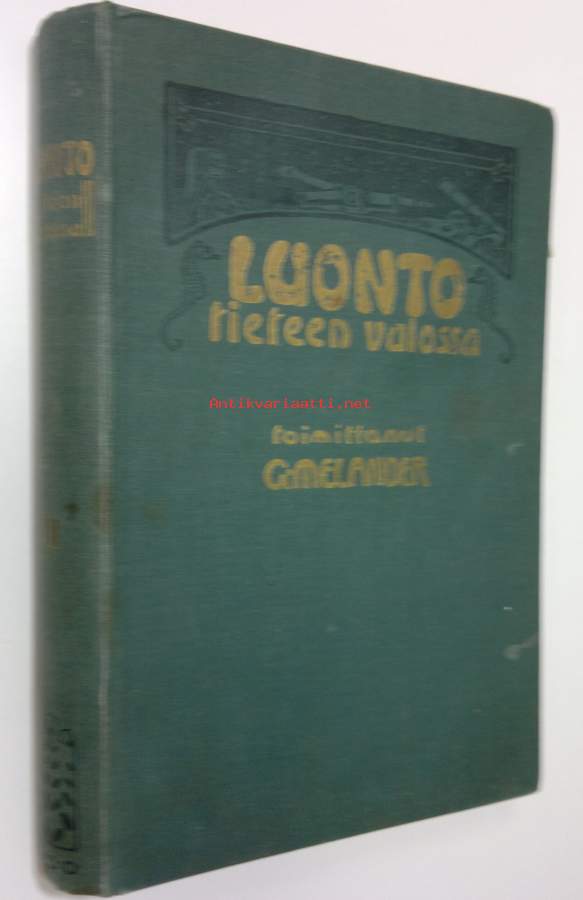 LUONTO
tieteen valossa
Antikvariaatti.net
toimittanut
G. MELANDER